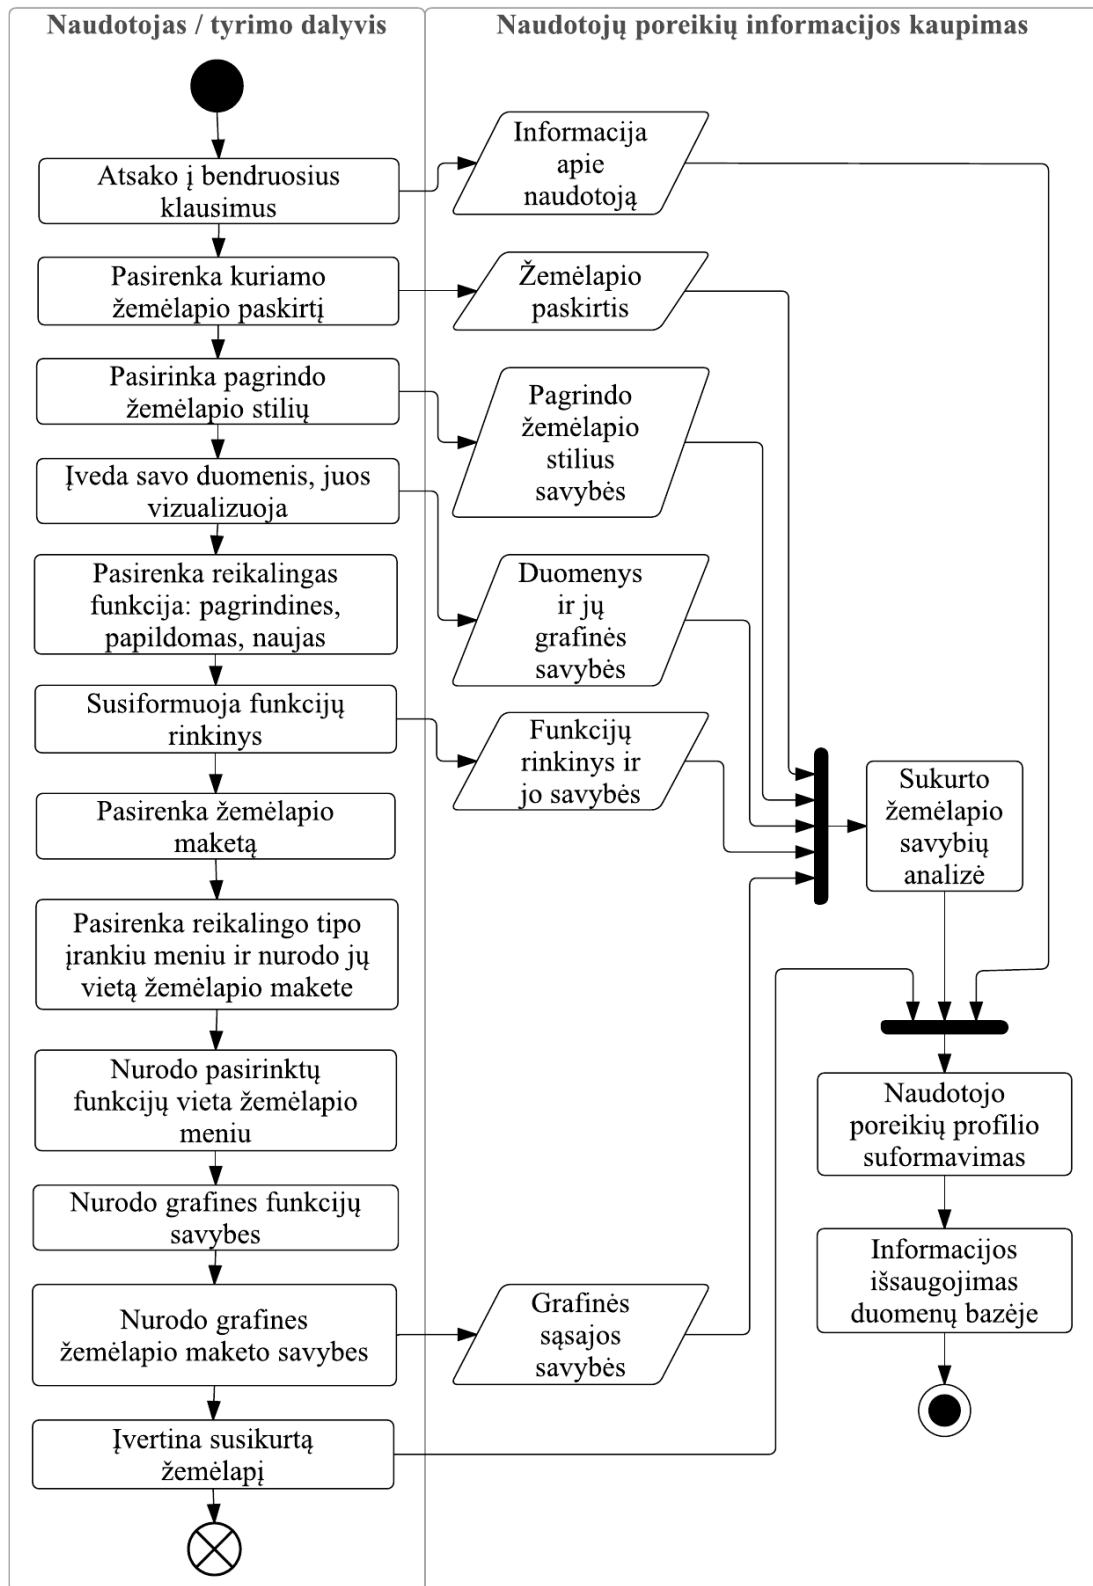 Naudotojas / tyrimo dalyvis
Atsako į bendruosius
klausimus
Pasirenka kuriamo
žemėlapio paskirtį
Pasirinka pagrindo
žemėlapio stilių
Įveda savo duomenis, juos
vizualizuoja
Pasirenka reikalingas
funkcija: pagrindines,
papildomas, naujas
Susiformuoja funkcijų
rinkinys
Pasirenka žemėlapio
maketą
Pasirenka reikalingo tipo
įrankiu meniu ir nurodo jų
vietą žemėlapio makete
Nurodo pasirinktų
funkcijų vieta žemėlapio
meniu
Nurodo grafines funkcijų
savybes
Nurodo grafines
žemėlapio maketo savybes
Įvertina susikurtą
žemėlapį
Naudotojų poreikių informacijos kaupimas
Informacija
apie
naudotoją
Žemėlapio
paskirtis
Pagrindo
žemėlapio
stilius
savybės
Duomenys
ir jų
grafinės
savybės
Funkcijų
rinkinys ir
jo savybės
Grafinės
sąsajos
savybės
Sukurto
žemėlapio
savybių
analizė
Naudotojo
poreikių profilio
suformavimas
Informacijos
išsaugojimas
duomenų bazėje